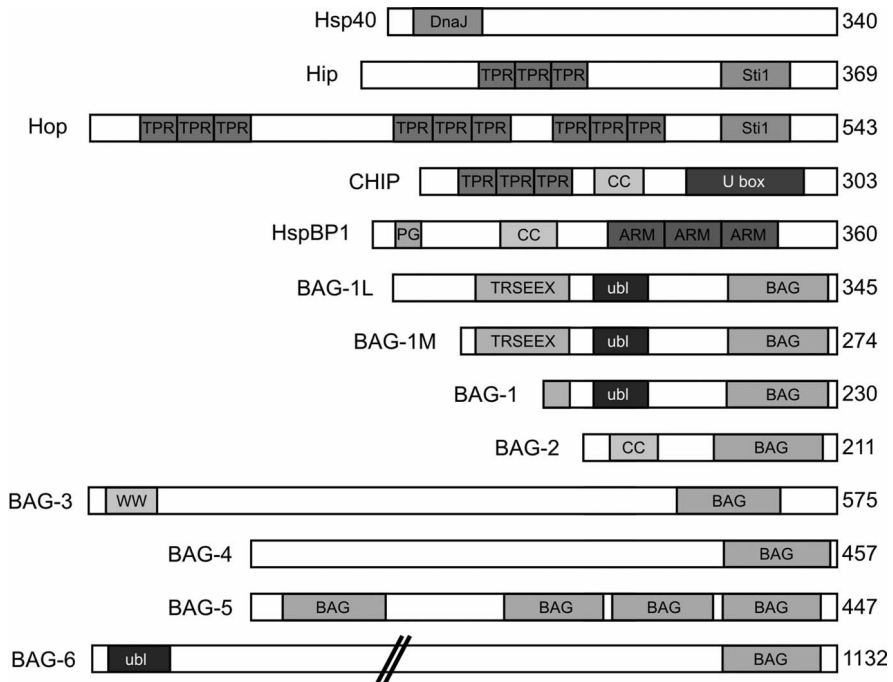 Hsp40 DnaJ 340
Hip TPR TPR TPR Sti1 369
Hop TPR TPR TPR TPR TPR TPR TPR TPR TPR Sti1 543
CHIP TPR TPR TPR CC U box 303
HspBP1 PG CC ARM ARM ARM 360
BAG-1L TRSEEX ubl BAG 345
BAG-1M TRSEEX ubl BAG 274
BAG-1 ubl BAG 230
BAG-2 CC BAG 211
BAG-3 WW BAG 575
BAG-4 BAG 457
BAG-5 BAG BAG BAG BAG 447
BAG-6 ubl BAG 1132